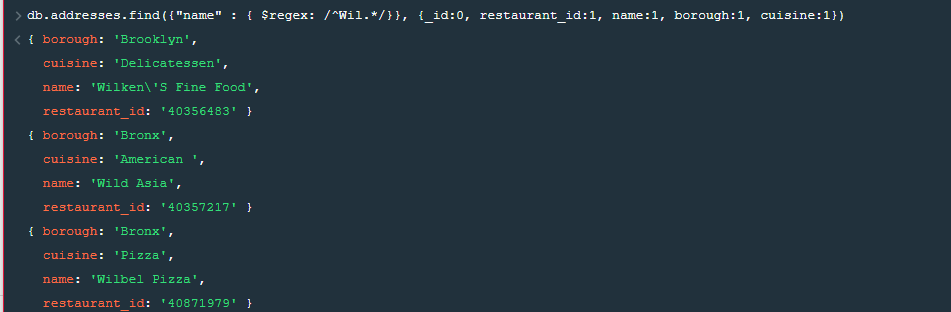 > db.addresses.find({"name" : { $regex: /^Wil.*/}}, {_id:0, restaurant_id:1, name:1, borough:1, cuisine:1})
< { borough: 'Brooklyn',
cuisine: 'Delicatessen',
name: 'Wilken\'S Fine Food',
restaurant_id: '40356483' }
{ borough: 'Bronx',
cuisine: 'American ',
name: 'Wild Asia',
restaurant_id: '40357217' }
{ borough: 'Bronx',
cuisine: 'Pizza',
name: 'Wilbel Pizza',
restaurant_id: '40871979' }